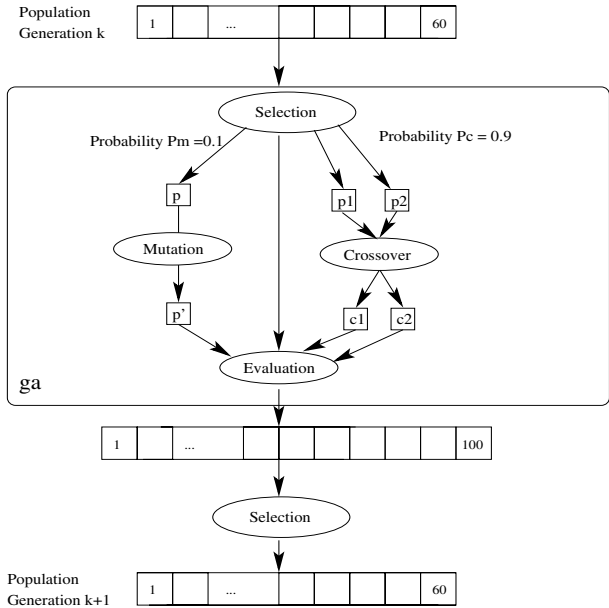 Population
Generation k
1 ... 60
Selection
Probability Pm =0.1
Probability Pc = 0.9
p p1 p2
Mutation Crossover
p' c1 c2
Evaluation
ga
1 ... 100
Selection
Population
Generation k+1
1 ... 60